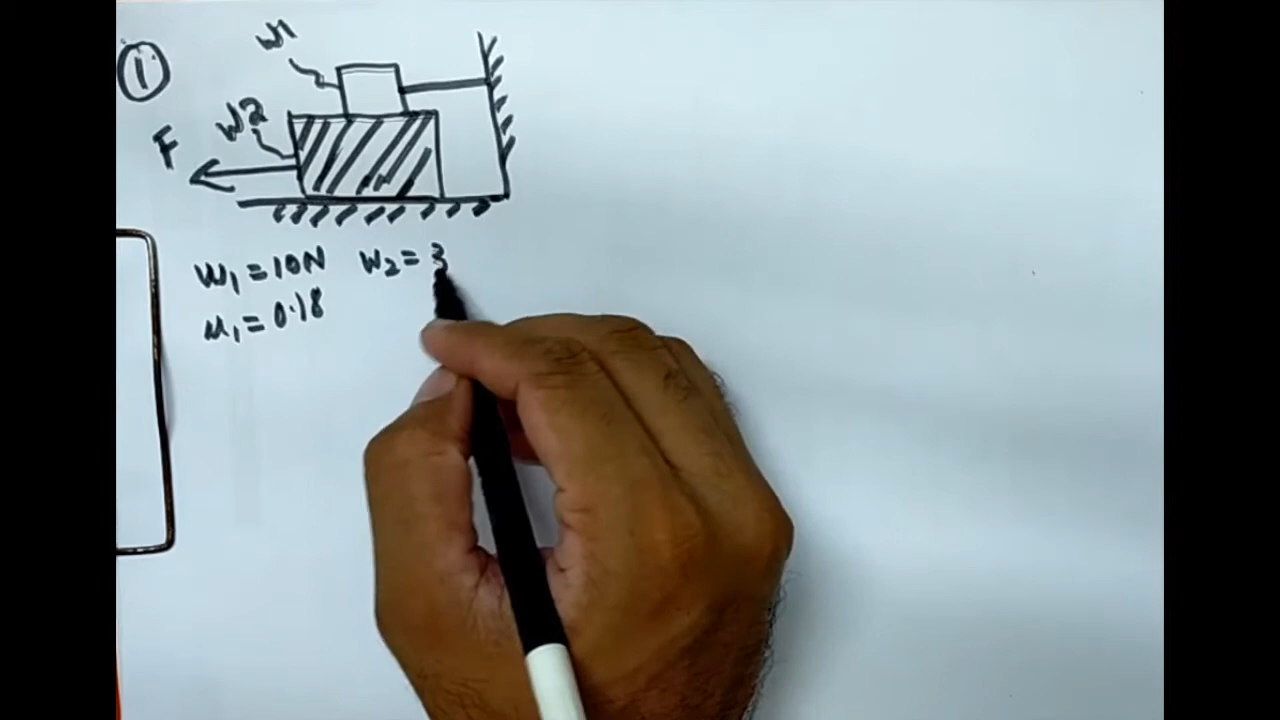 1
W1
W2
F
W₁ = 10N W₂ = 3
μ₁ = 0.18